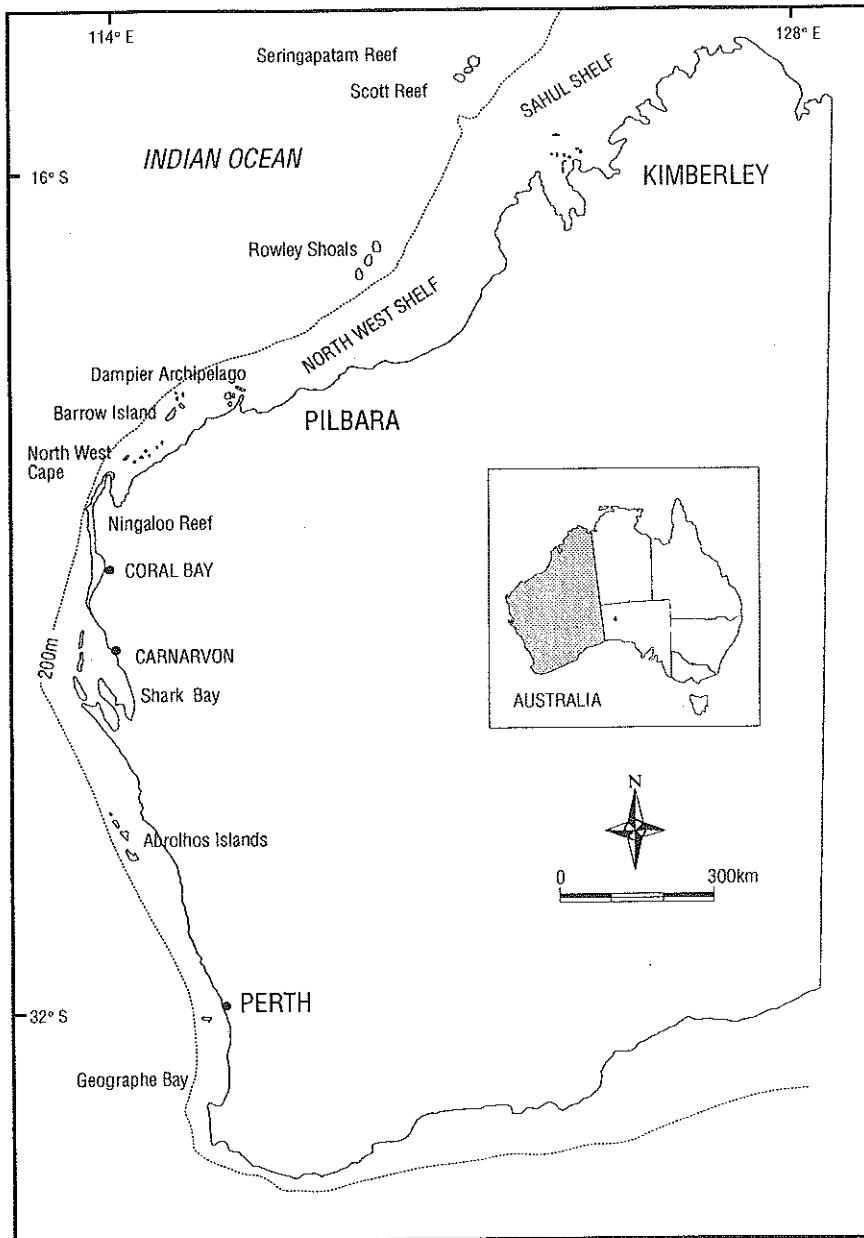 114° E
128° E
Seringapatam Reef
Scott Reef
SAHUL SHELF
INDIAN OCEAN
16° S
KIMBERLEY
Rowley Shoals
NORTH WEST SHELF
Dampier Archipelago
Barrow Island
PILBARA
North West
Cape
Ningaloo Reef
CORAL BAY
200m
CARNARVON
Shark Bay
AUSTRALIA
N
Abrolhos Islands
0
300km
PERTH
32° S
Geographe Bay